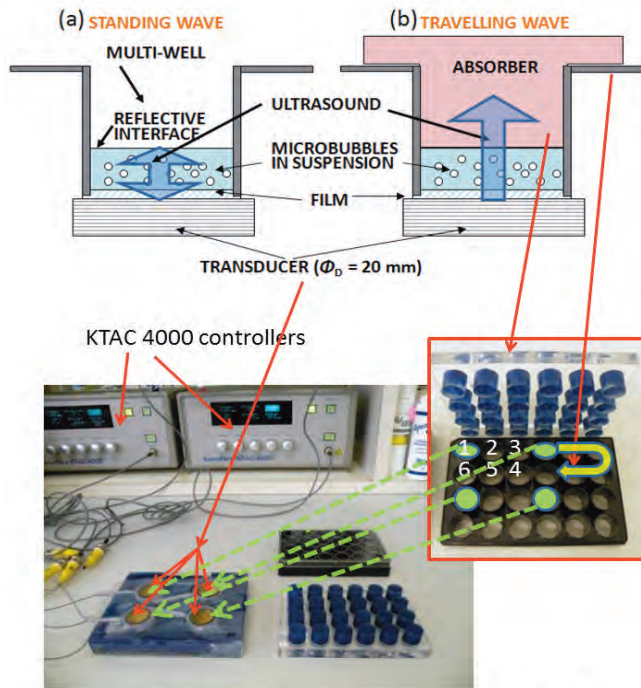 (a) STANDING WAVE
(b) TRAVELLING WAVE
MULTI-WELL
ABSORBER
REFLECTIVE
INTERFACE
ULTRASOUND
MICROBUBBLES
IN SUSPENSION
FILM
TRANSDUCER (ΦD = 20 mm)
KTAC 4000 controllers
1 2 3
6 5 4